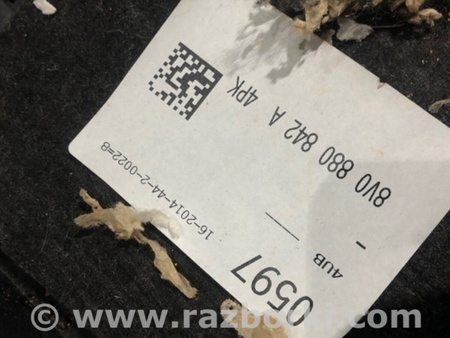 8V0 880 842 A 4PK
–
4UB
0597
16-2014-44-2-0022=8
© www.razborka.com